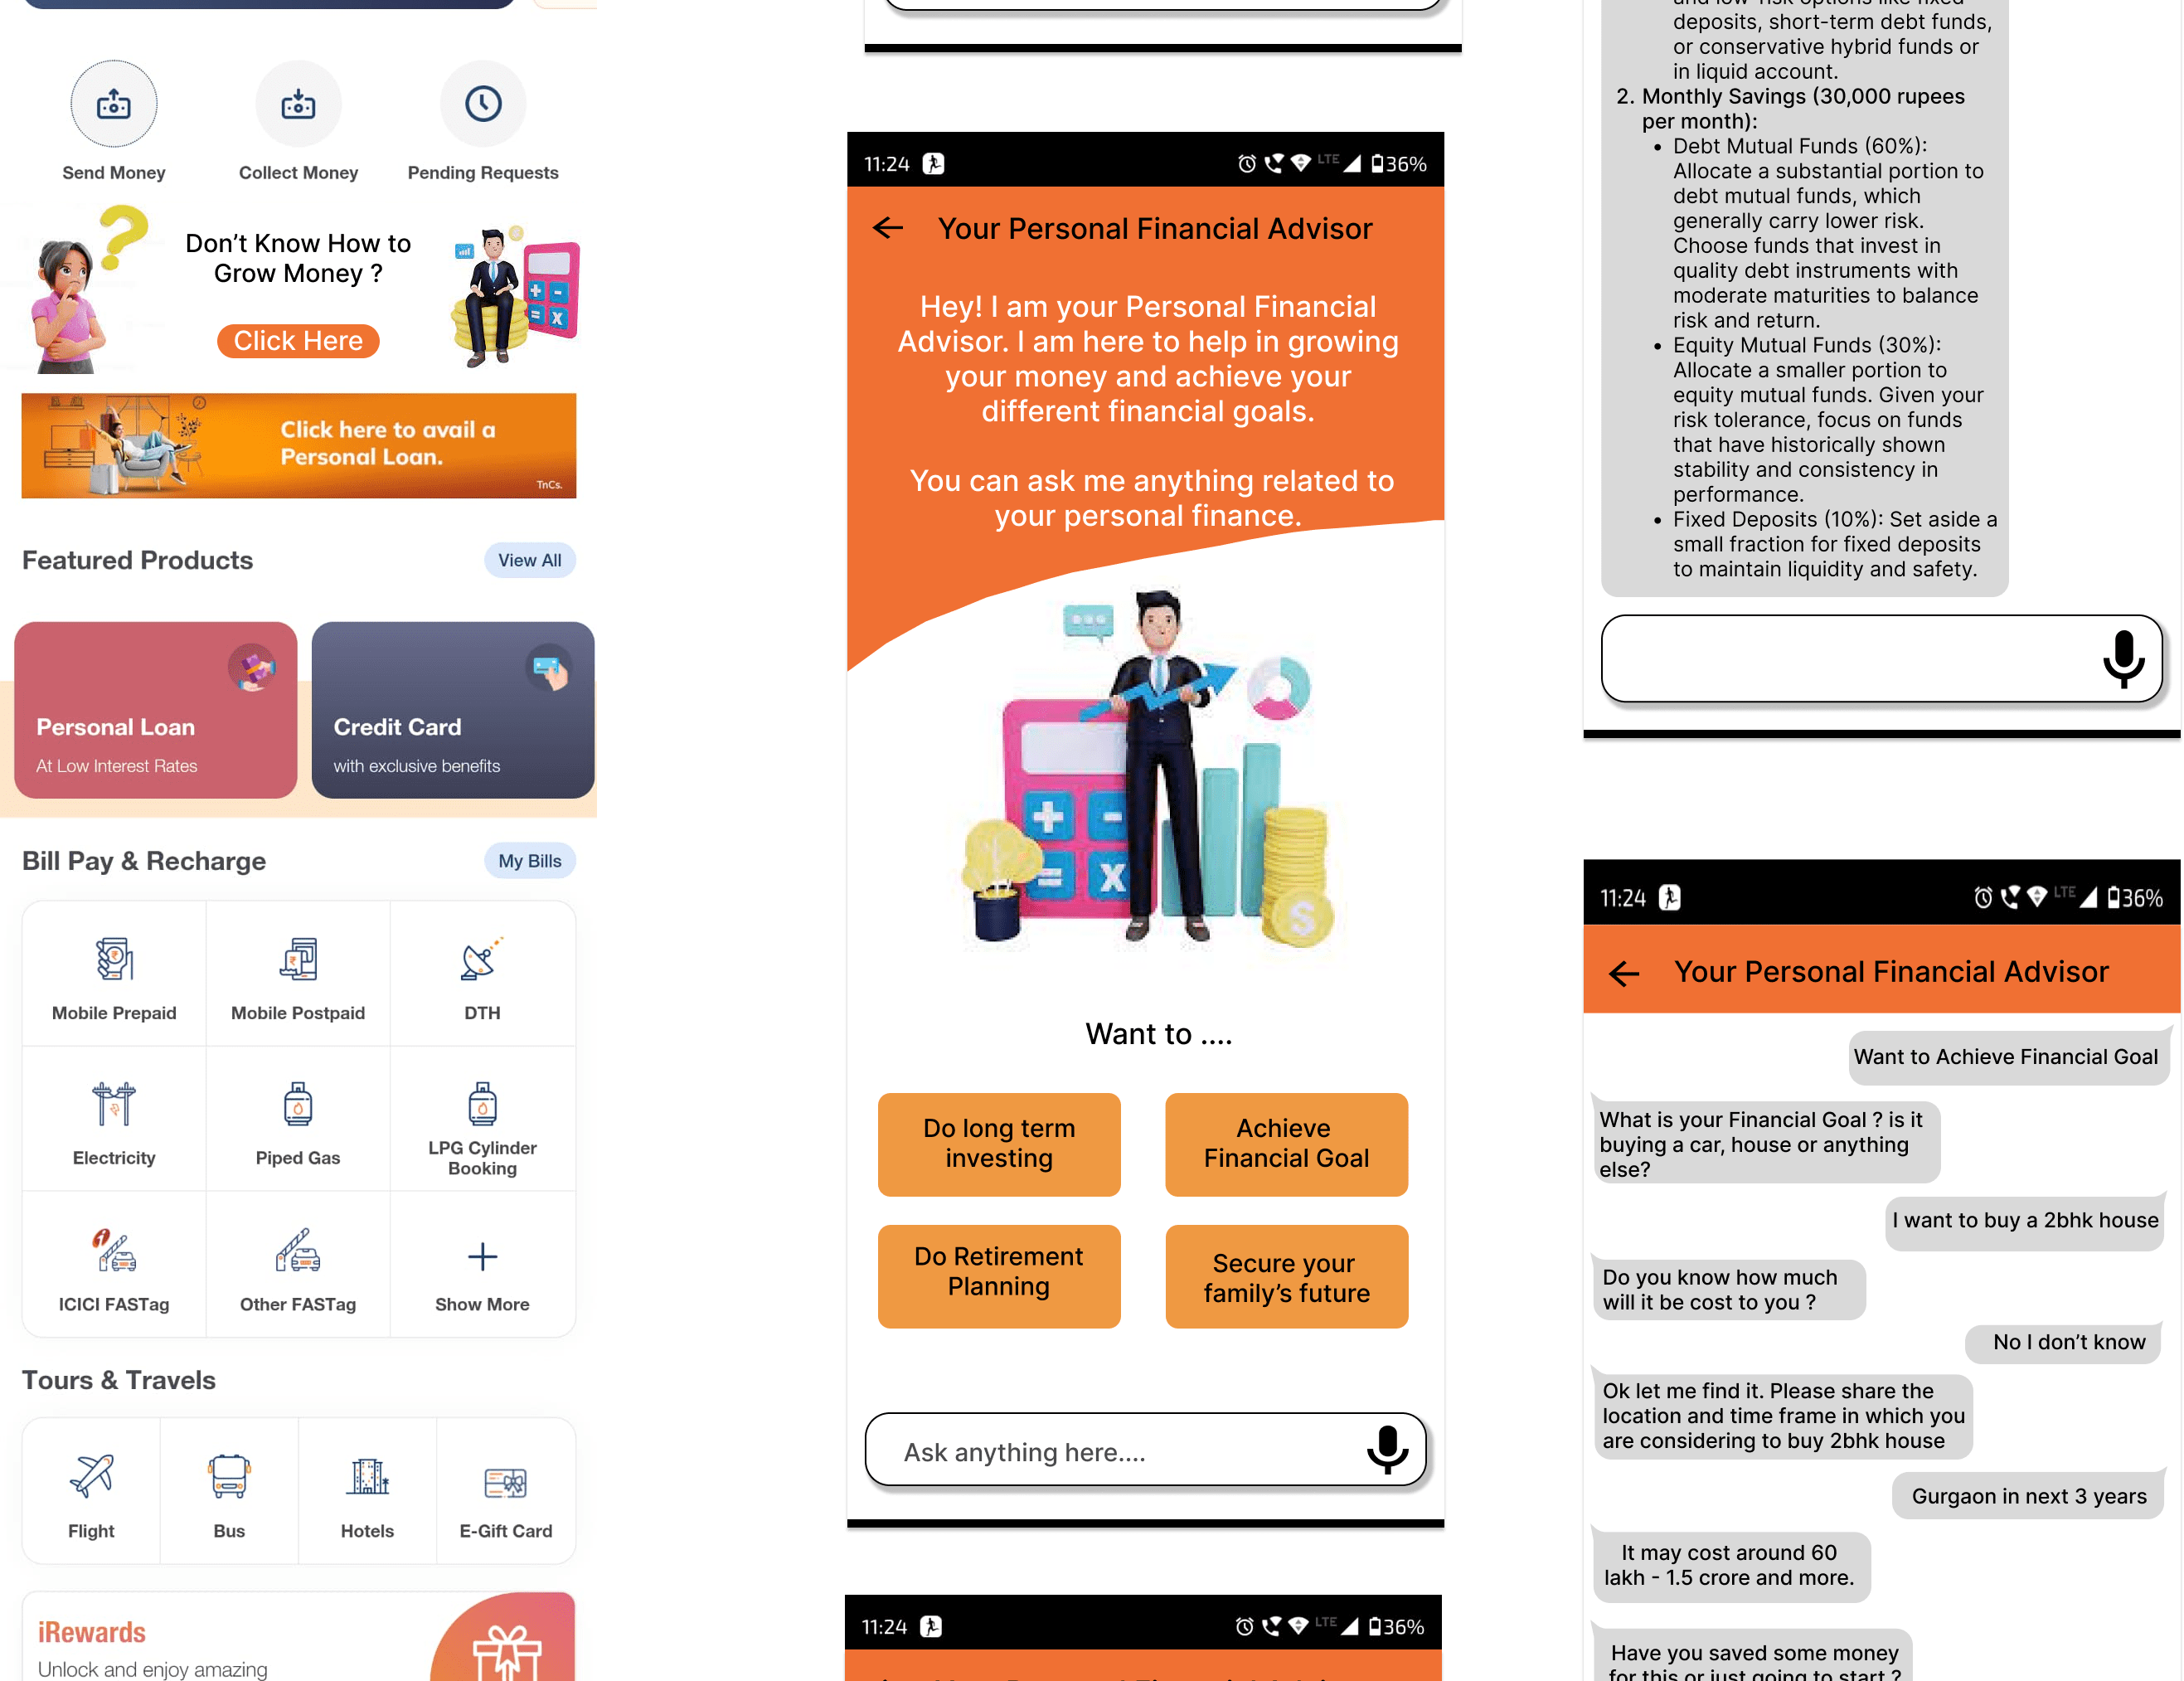 Send Money
Collect Money
Pending Requests
Don’t Know How to
Grow Money ?
Click Here
Click here to avail a
Personal Loan.
TnCs.
Featured Products
View All
Personal Loan
At Low Interest Rates
Credit Card
with exclusive benefits
Bill Pay & Recharge
My Bills
Mobile Prepaid
Mobile Postpaid
DTH
Electricity
Piped Gas
LPG Cylinder
Booking
ICICI FASTag
Other FASTag
Show More
Tours & Travels
Flight
Bus
Hotels
E-Gift Card
iRewards
Unlock and enjoy amazing
11:24
LTE
36%
Your Personal Financial Advisor
Hey! I am your Personal Financial
Advisor. I am here to help in growing
your money and achieve your
different financial goals.
You can ask me anything related to
your personal finance.
Want to ....
Do long term
investing
Achieve
Financial Goal
Do Retirement
Planning
Secure your
family’s future
Ask anything here....
11:24
LTE
36%
and low-risk options like fixed
deposits, short-term debt funds,
or conservative hybrid funds or
in liquid account.
2. Monthly Savings (30,000 rupees
per month):
• Debt Mutual Funds (60%):
Allocate a substantial portion to
debt mutual funds, which
generally carry lower risk.
Choose funds that invest in
quality debt instruments with
moderate maturities to balance
risk and return.
• Equity Mutual Funds (30%):
Allocate a smaller portion to
equity mutual funds. Given your
risk tolerance, focus on funds
that have historically shown
stability and consistency in
performance.
• Fixed Deposits (10%): Set aside a
small fraction for fixed deposits
to maintain liquidity and safety.
11:24
LTE
36%
Your Personal Financial Advisor
Want to Achieve Financial Goal
What is your Financial Goal ? is it
buying a car, house or anything
else?
I want to buy a 2bhk house
Do you know how much
will it be cost to you ?
No I don’t know
Ok let me find it. Please share the
location and time frame in which you
are considering to buy 2bhk house
Gurgaon in next 3 years
It may cost around 60
lakh - 1.5 crore and more.
Have you saved some money
for this or just going to start ?